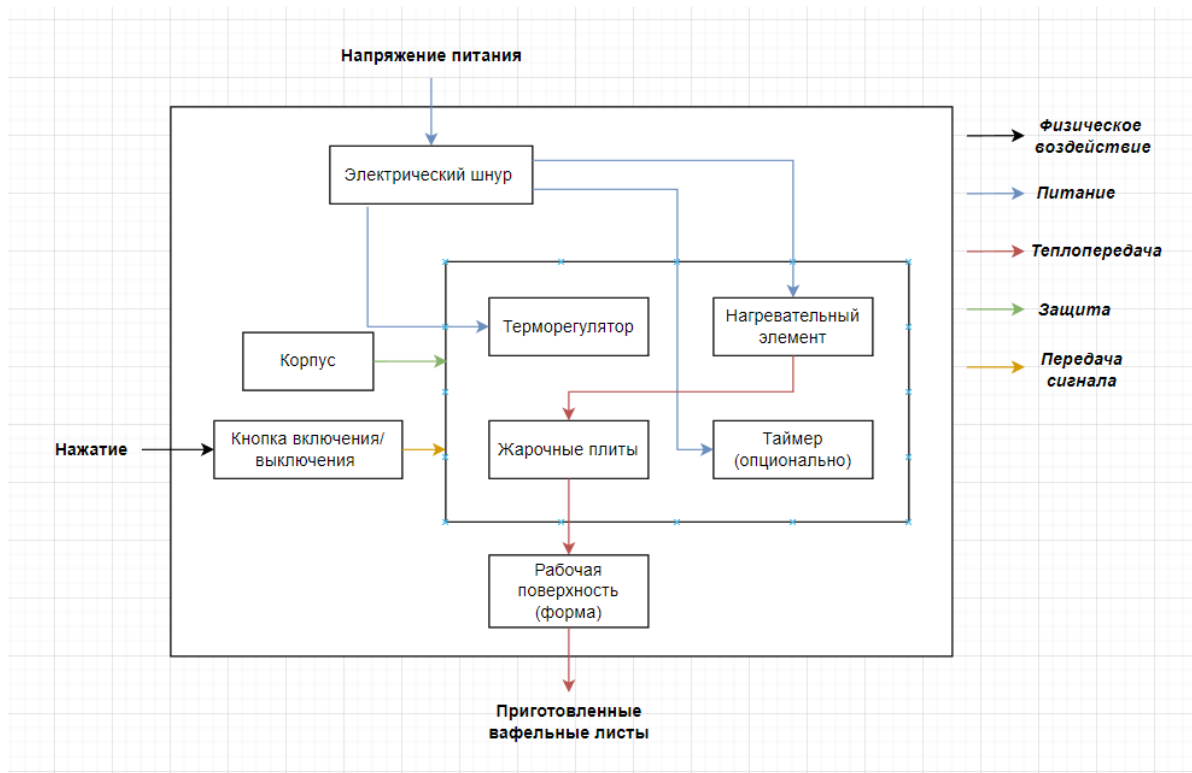 Напряжение питания
Физическое
воздействие
Электрический шнур
Питание
Теплопередача
Терморегулятор
Нагревательный
элемент
Защита
Корпус
Передача
сигнала
Нажатие
Кнопка включения/
выключения
Жарочные плиты
Таймер
(опционально)
Рабочая
поверхность
(форма)
Приготовленные
вафельные листы